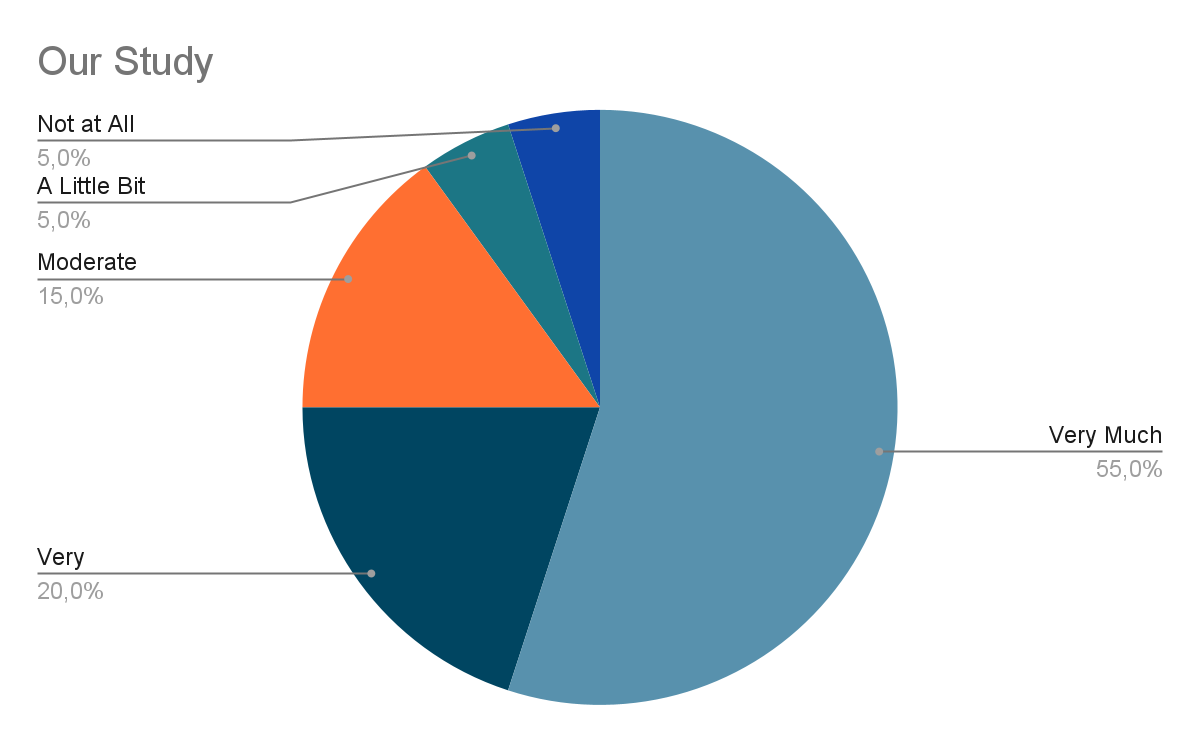 Our Study
Not at All
5,0%
A Little Bit
5,0%
Moderate
15,0%
Very Much
55,0%
Very
20,0%